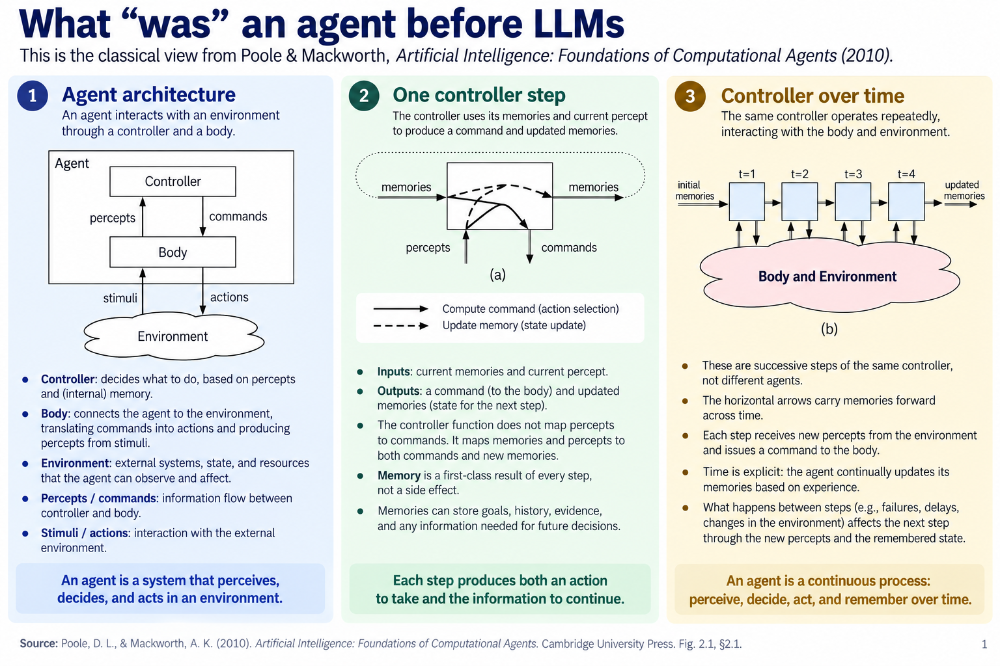 What “was” an agent before LLMs
This is the classical view from Poole & Mackworth, Artificial Intelligence: Foundations of Computational Agents (2010).
1
Agent architecture
An agent interacts with an environment
through a controller and a body.
Agent
Controller
percepts
commands
Body
stimuli
actions
Environment
• Controller: decides what to do, based on percepts
and (internal) memory.
• Body: connects the agent to the environment,
translating commands into actions and producing
percepts from stimuli.
• Environment: external systems, state, and resources
that the agent can observe and affect.
• Percepts / commands: information flow between
controller and body.
• Stimuli / actions: interaction with the external
environment.
An agent is a system that perceives,
decides, and acts in an environment.
2
One controller step
The controller uses its memories and current percept
to produce a command and updated memories.
memories
memories
percepts
commands
(a)
Compute command (action selection)
Update memory (state update)
• Inputs: current memories and current percept.
• Outputs: a command (to the body) and updated
memories (state for the next step).
• The controller function does not map percepts
to commands. It maps memories and percepts to
both commands and new memories.
• Memory is a first-class result of every step,
not a side effect.
• Memories can store goals, history, evidence,
and any information needed for future decisions.
Each step produces both an action
to take and the information to continue.
3
Controller over time
The same controller operates repeatedly,
interacting with the body and environment.
t=1
t=2
t=3
t=4
initial
memories
updated
memories
Body and Environment
(b)
• These are successive steps of the same controller,
not different agents.
• The horizontal arrows carry memories forward
across time.
• Each step receives new percepts from the environment
and issues a command to the body.
• Time is explicit: the agent continually updates its
memories based on experience.
• What happens between steps (e.g., failures, delays,
changes in the environment) affects the next step
through the new percepts and the remembered state.
An agent is a continuous process:
perceive, decide, act, and remember over time.
Source: Poole, D. L., & Mackworth, A. K. (2010). Artificial Intelligence: Foundations of Computational Agents. Cambridge University Press. Fig. 2.1, §2.1.
1